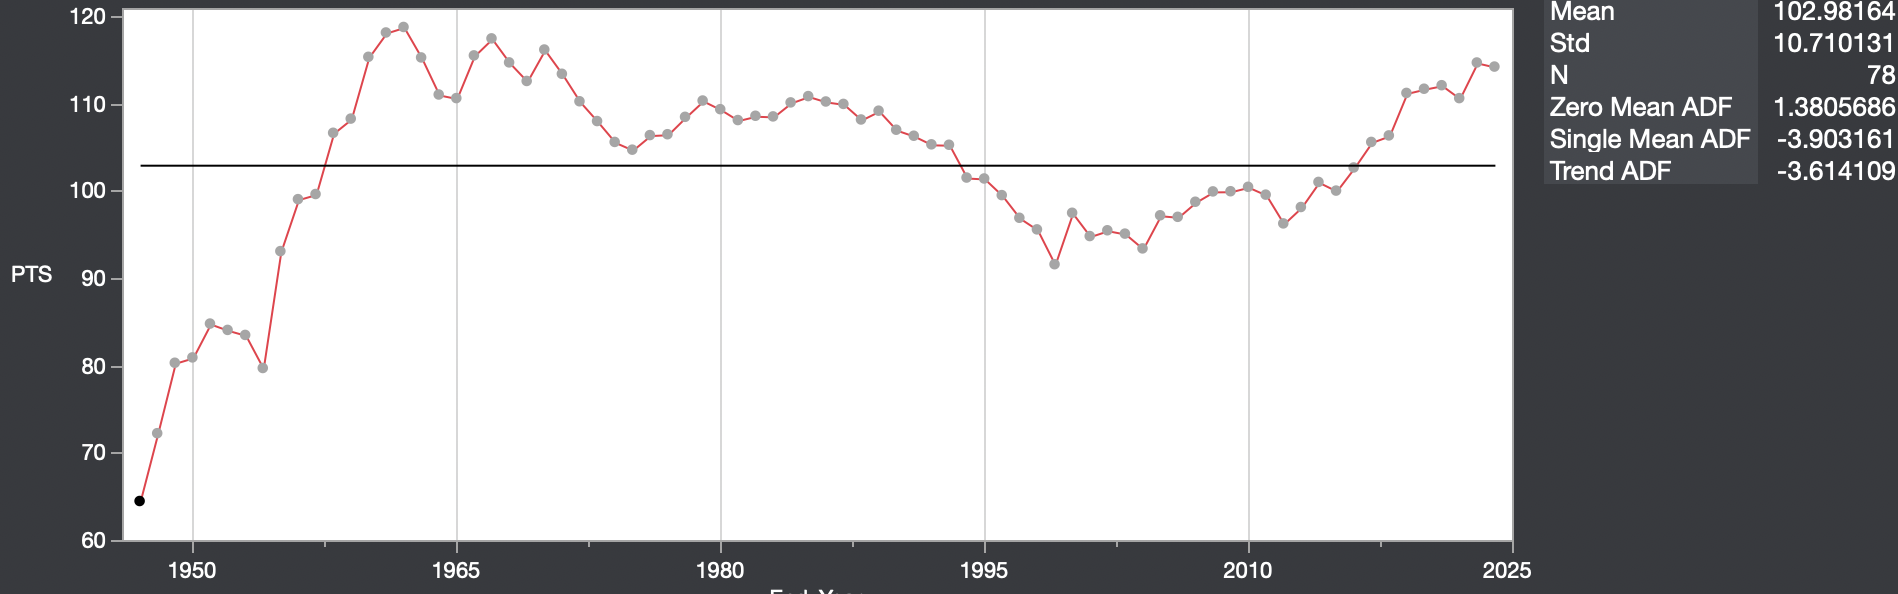 120
110
100
90
80
70
60
PTS
1950 1965 1980 1995 2010 2025
Mean 102.98164
Std 10.710131
N 78
Zero Mean ADF 1.3805686
Single Mean ADF -3.903161
Trend ADF -3.614109